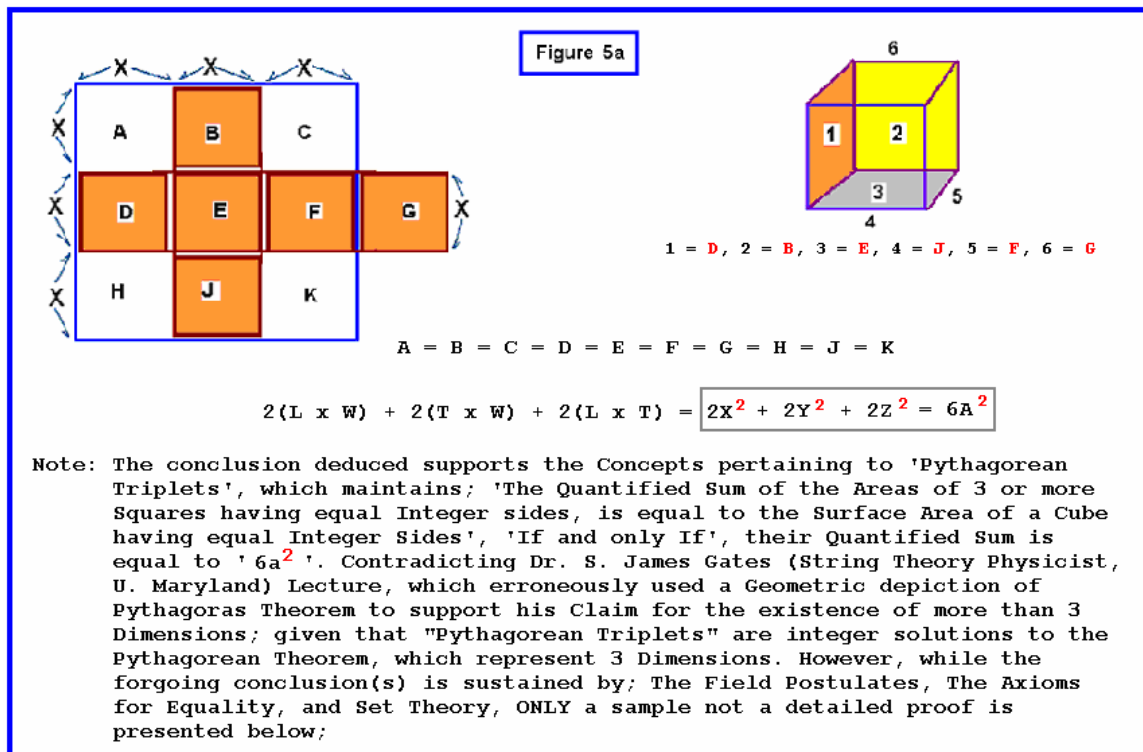 Figure 5a
X X X
X A B C
X D E F G X
X H J K
6
1 2
3 5
4
1 = D, 2 = B, 3 = E, 4 = J, 5 = F, 6 = G
A = B = C = D = E = F = G = H = J = K
2(L x W) + 2(T x W) + 2(L x T) = 2X² + 2Y² + 2Z² = 6A²
Note: The conclusion deduced supports the Concepts pertaining to 'Pythagorean
Triplets', which maintains; 'The Quantified Sum of the Areas of 3 or more
Squares having equal Integer sides, is equal to the Surface Area of a Cube
having equal Integer Sides', 'If and only If', their Quantified Sum is
equal to ' 6a² '. Contradicting Dr. S. James Gates (String Theory Physicist,
U. Maryland) Lecture, which erroneously used a Geometric depiction of
Pythagoras Theorem to support his Claim for the existence of more than 3
Dimensions; given that "Pythagorean Triplets" are integer solutions to the
Pythagorean Theorem, which represent 3 Dimensions. However, while the
forgoing conclusion(s) is sustained by; The Field Postulates, The Axioms
for Equality, and Set Theory, ONLY a sample not a detailed proof is
presented below;